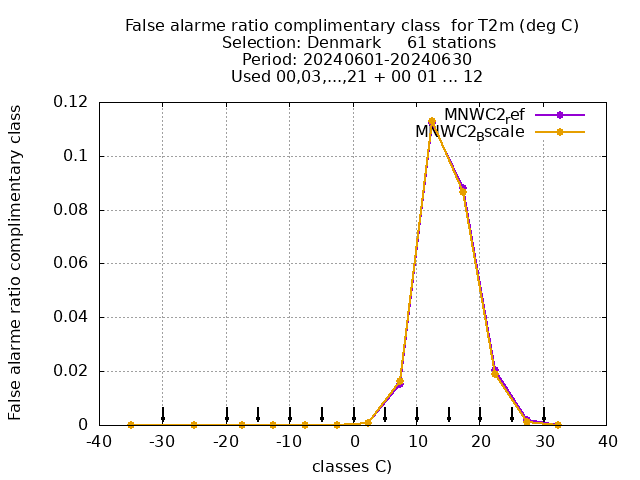 False alarme ratio complimentary class  for T2m (deg C)
Selection: Denmark     61 stations
Period: 20240601-20240630
Used 00,03,...,21 + 00 01 ... 12
False alarme ratio complimentary class
0.12
0.1
0.08
0.06
0.04
0.02
0
MNWC2ref
MNWC2Bscale
-40 -30 -20 -10 0 10 20 30 40
classes C)